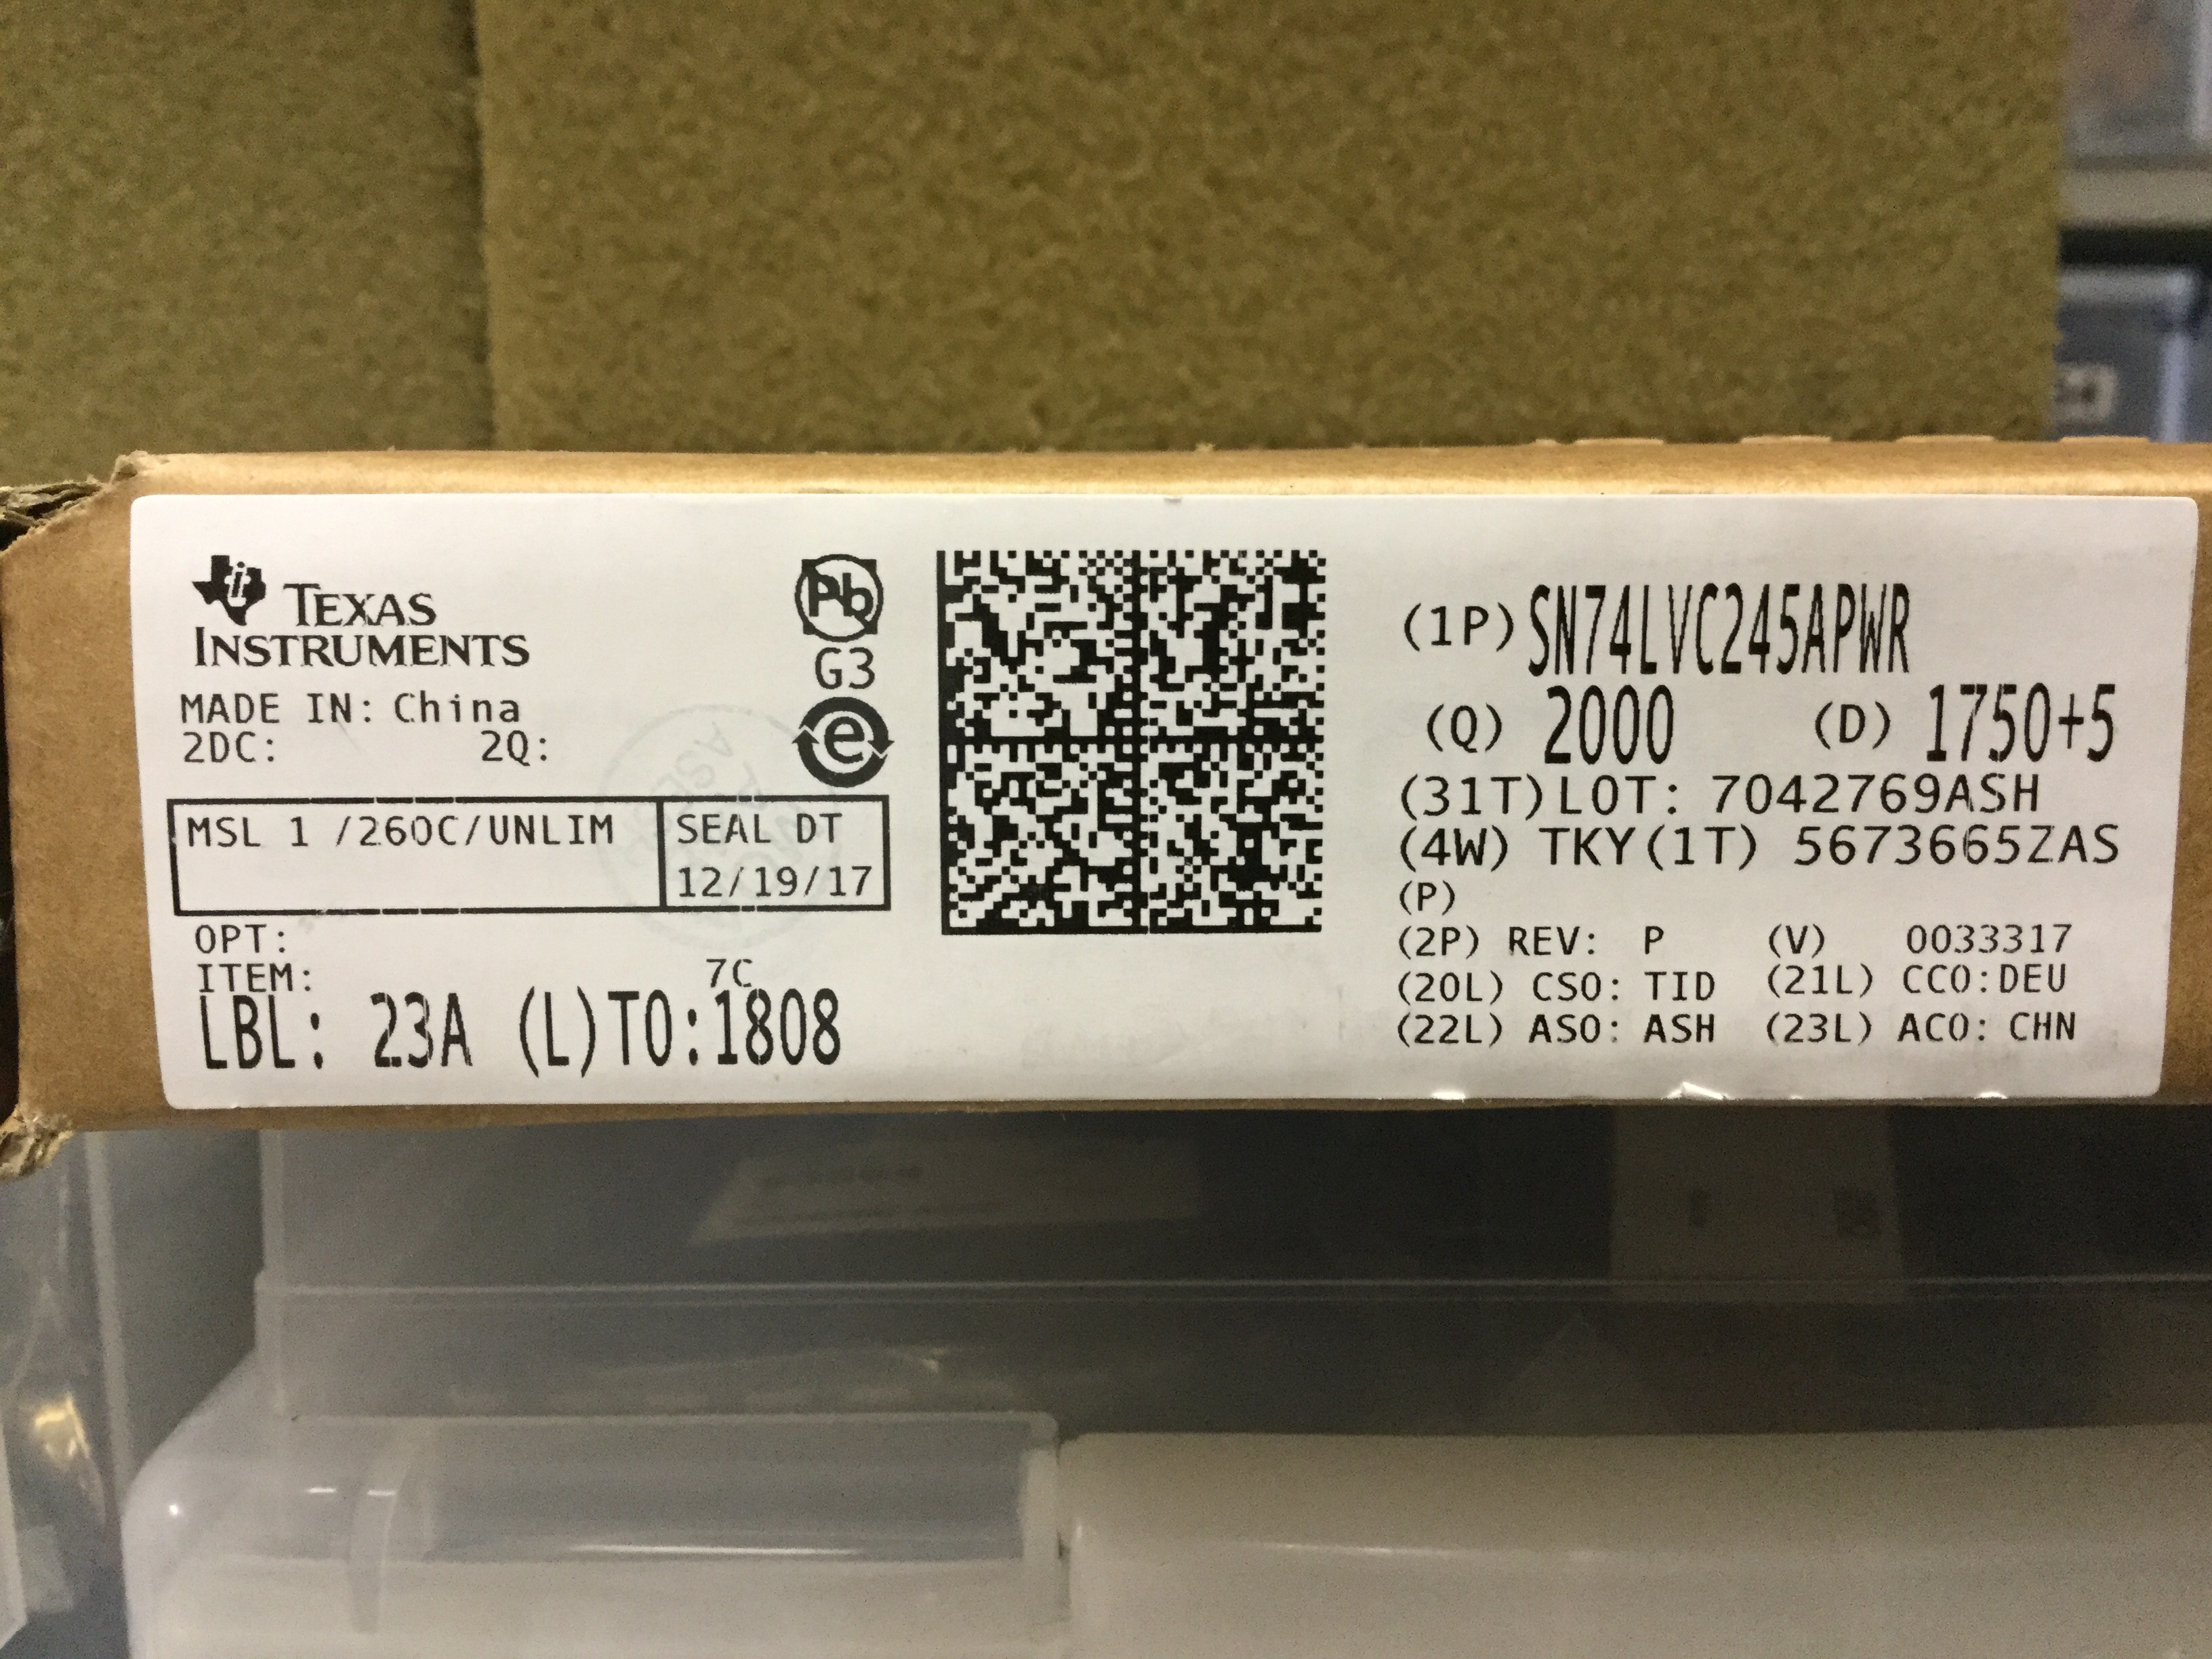 TEXAS
INSTRUMENTS
MADE IN: China
2DC: 2Q:
MSL 1 /260C/UNLIM
SEAL DT
12/19/17
OPT:
ITEM:
7C
LBL: 23A (L)TO:1808
Pb
G3
e
(1P) SN74LVC245APWR
(Q) 2000 (D) 1750+5
(31T)LOT: 7042769ASH
(4W) TKY(1T) 5673665ZAS
(P)
(2P) REV: P (V) 0033317
(20L) CSO: TID (21L) CCO:DEU
(22L) ASO: ASH (23L) ACO: CHN